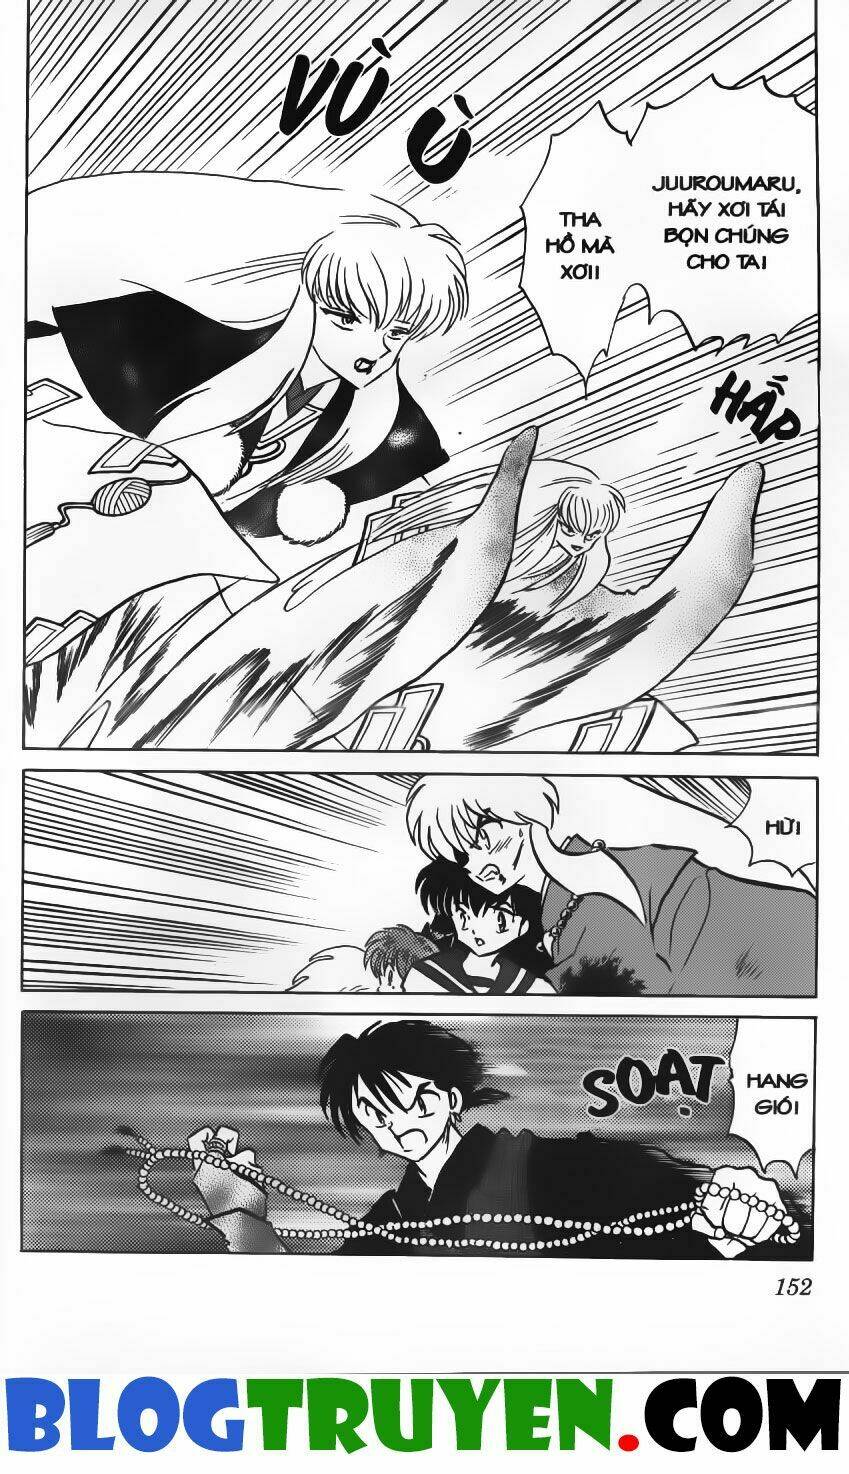 VÙ Ù
JUUROUMARU,
HÃY XƠI TÁI
BỌN CHÚNG
CHO TA!
THA
HỒ MÀ
XƠI!
HẤP
HỪ!
HANG
GIÓ!
SOẠT
152
BLOGTRUYEN.COM